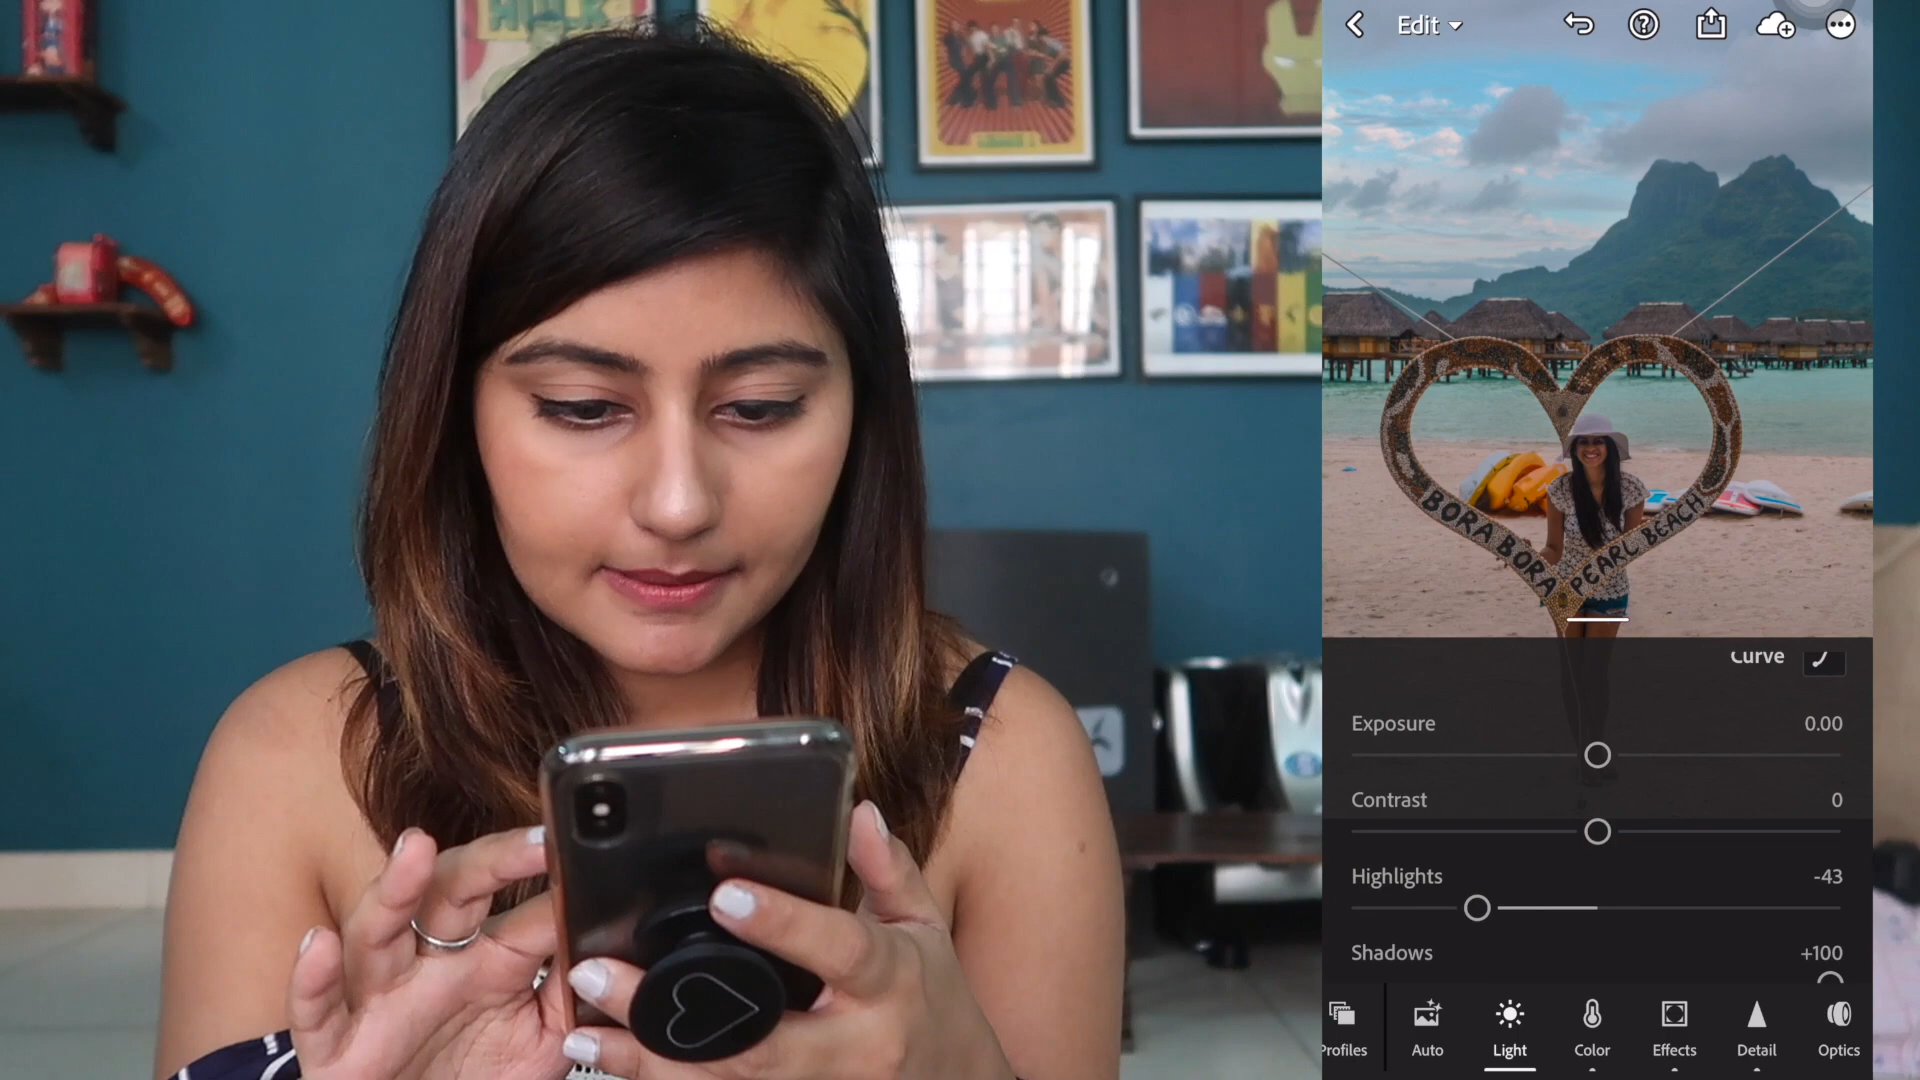 HULK
Edit
BORA BORA
PEARL BEACH
Curve
Exposure
0.00
Contrast
0
Highlights
-43
Shadows
+100
Profiles
Auto
Light
Color
Effects
Detail
Optics